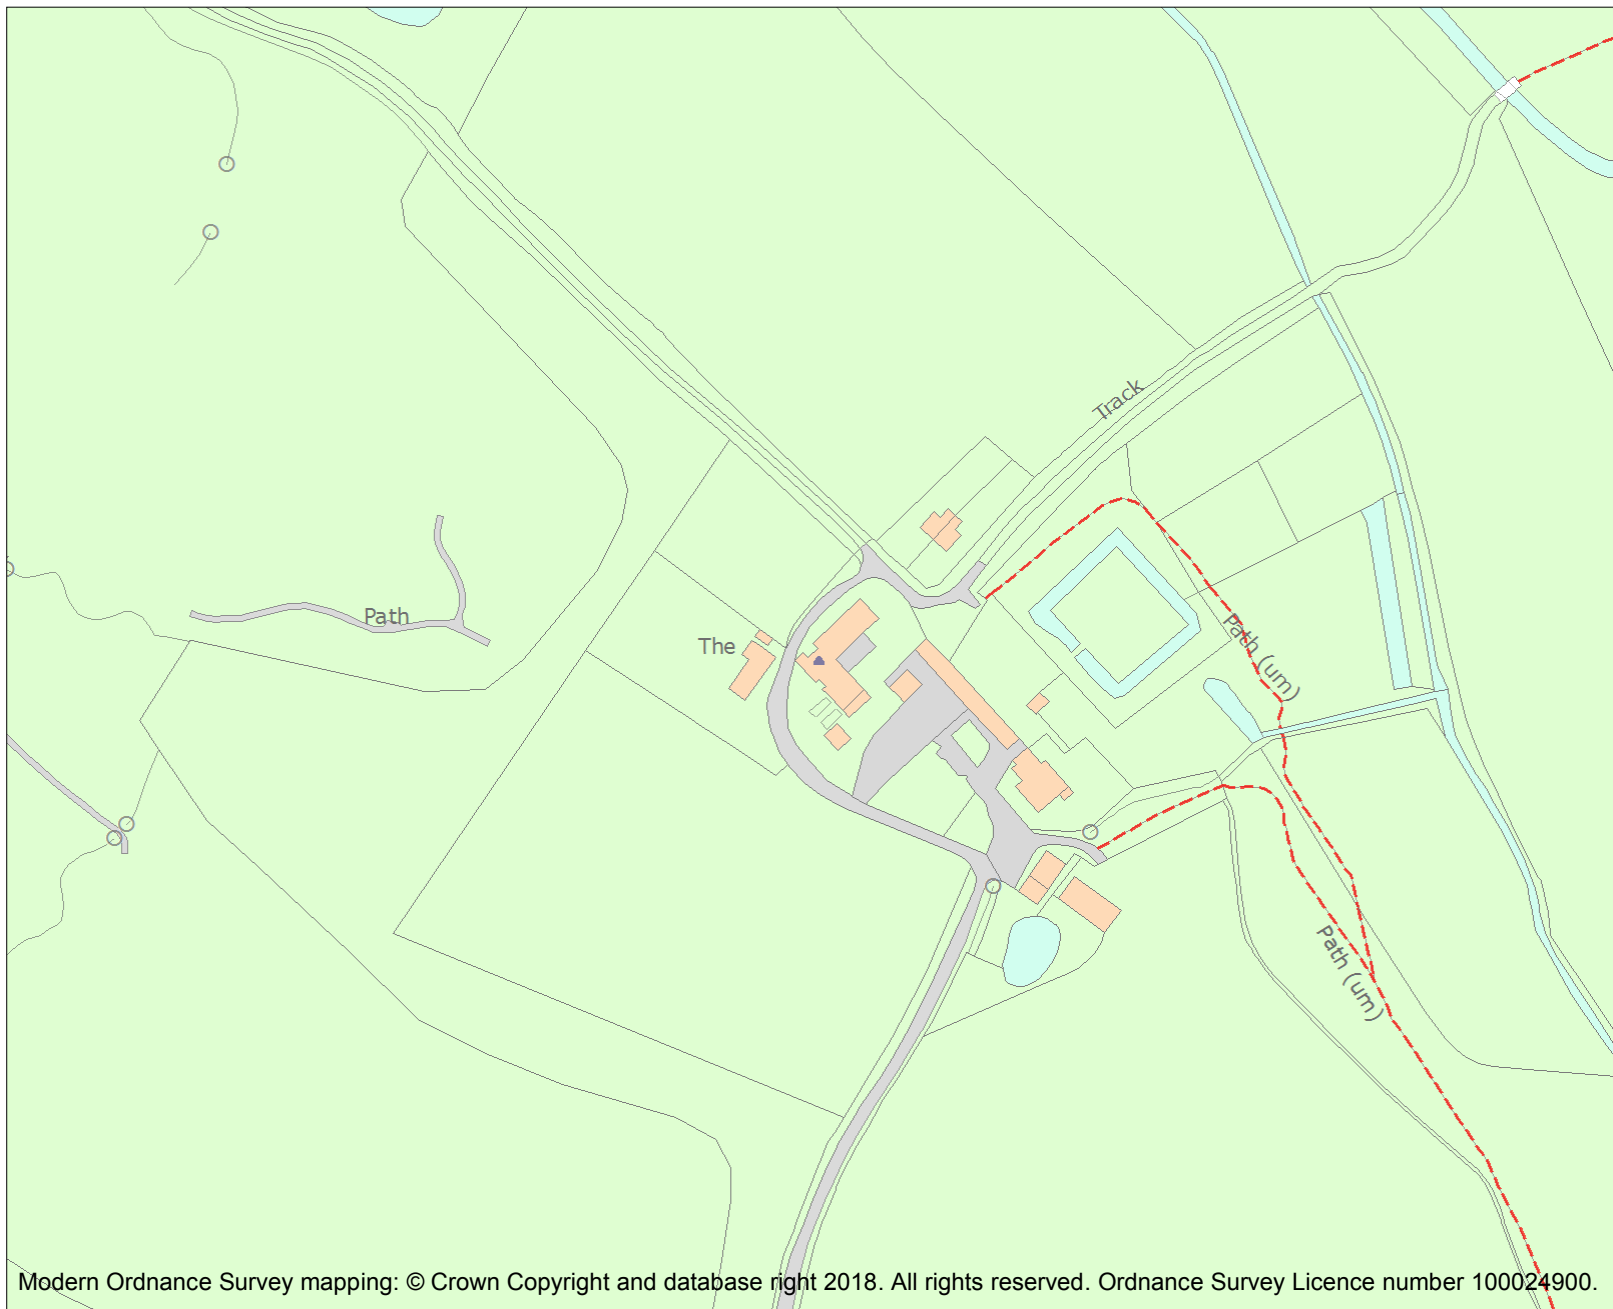 Track
Path
The
Path (um)
Path (um)
Modern Ordnance Survey mapping: © Crown Copyright and database right 2018. All rights reserved. Ordnance Survey Licence number 100024900.